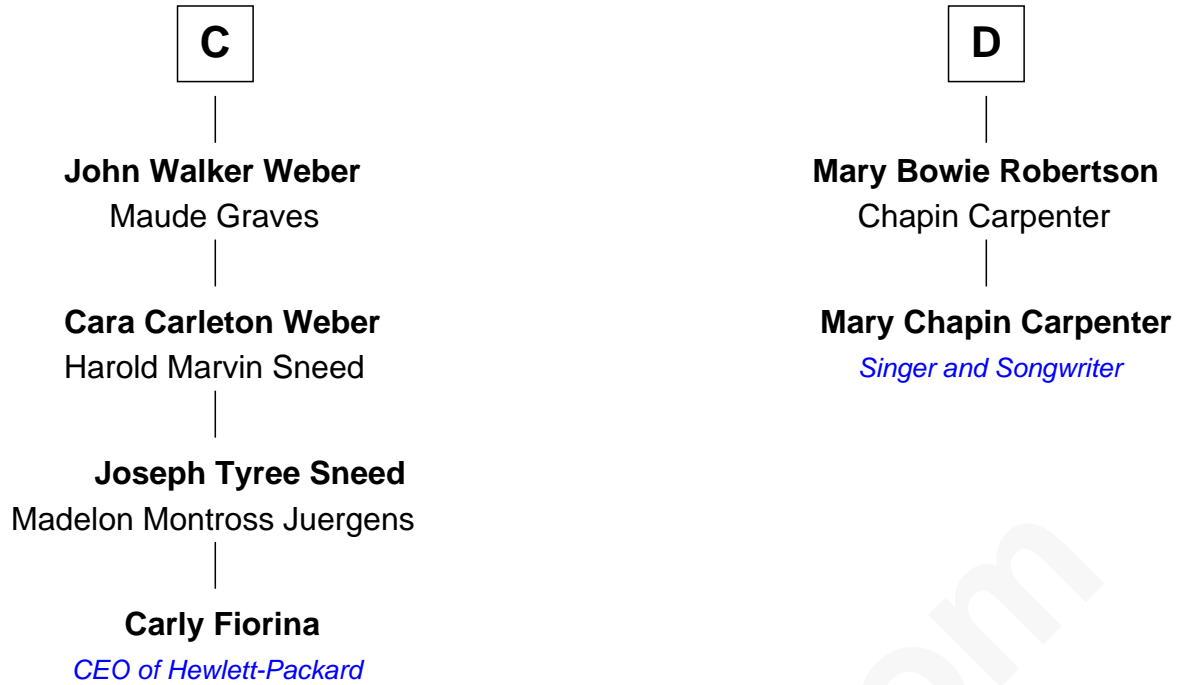 C
John Walker Weber
Maude Graves
Cara Carleton Weber
Harold Marvin Sneed
Joseph Tyree Sneed
Madelon Montross Juergens
Carly Fiorina
CEO of Hewlett-Packard
D
Mary Bowie Robertson
Chapin Carpenter
Mary Chapin Carpenter
Singer and Songwriter
om